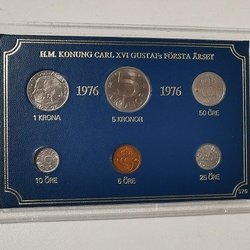 H.M. KONUNG CARL XVI GUSTAFs FÖRSTA ÅRSET
1976 5 1976
1 KRONA 5 KRONOR 50 ÖRE
10 ÖRE 5 ÖRE 25 ÖRE